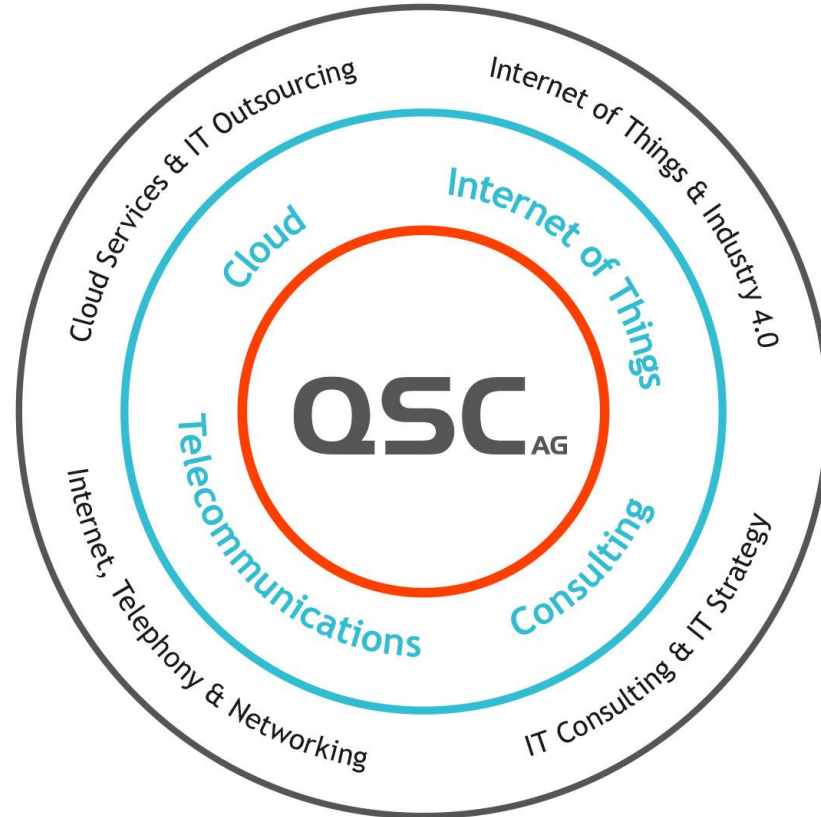 Cloud Services & IT Outsourcing
Internet of Things & Industry 4.0
Cloud
Internet of Things
QSC AG
Telecommunications
Consulting
Internet, Telephony & Networking
IT Consulting & IT Strategy